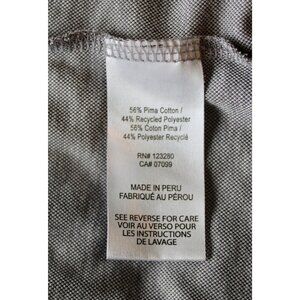 56% Pima Cotton /
44% Recycled Polyester
56% Coton Pima /
44% Polyester Recyclé
RN# 123280
CA# 07099
MADE IN PERU
FABRIQUÉ AU PÉROU
SEE REVERSE FOR CARE
VOIR AU VERSO POUR
LES INSTRUCTIONS
DE LAVAGE